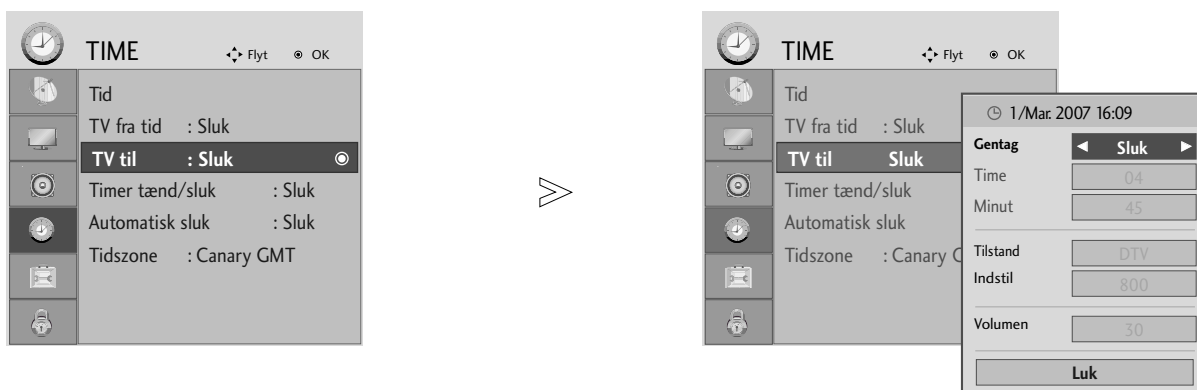 TIME Flyt OK
Tid
TV fra tid : Sluk
TV til : Sluk
Timer tænd/sluk : Sluk
Automatisk sluk : Sluk
Tidszone : Canary GMT
TIME Flyt OK
Tid
TV fra tid : Sluk
TV til Sluk
Timer tænd/sluk
Automatisk sluk
Tidszone : Canary G
1/Mar. 2007 16:09
Gentag ◄ Sluk ►
Time 04
Minut 45
Tilstand DTV
Indstil 800
Volumen 30
Luk